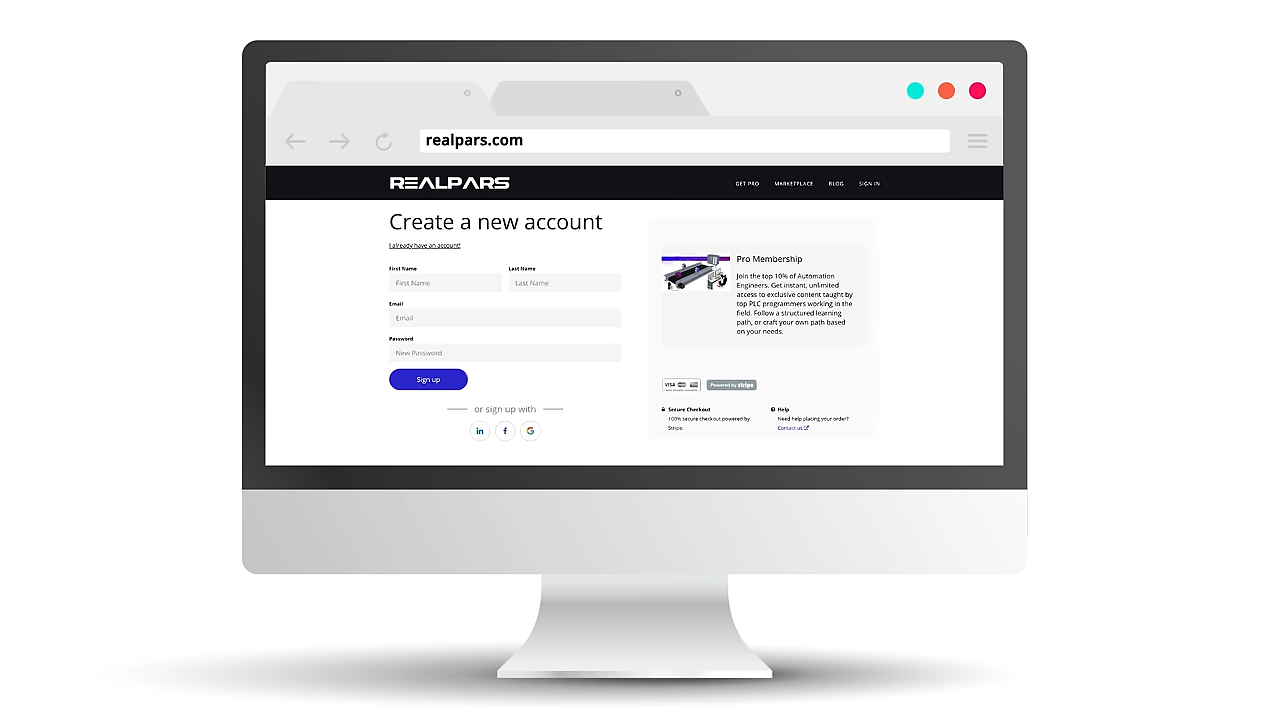 realpars.com
REALPARS
GET PRO MARKETPLACE BLOG SIGN IN
Create a new account
I already have an account!
First Name Last Name
First Name Last Name
Email
Email
Password
New Password
Sign up
or sign up with
Pro Membership
Join the top 10% of Automation
Engineers. Get instant, unlimited
access to exclusive content taught by
top PLC programmers working in the
field. Follow a structured learning
path, or craft your own path based
on your needs.
VISA
Powered by stripe
Secure Checkout
100% secure checkout powered by
Stripe.
Help
Need help placing your order?
Contact us